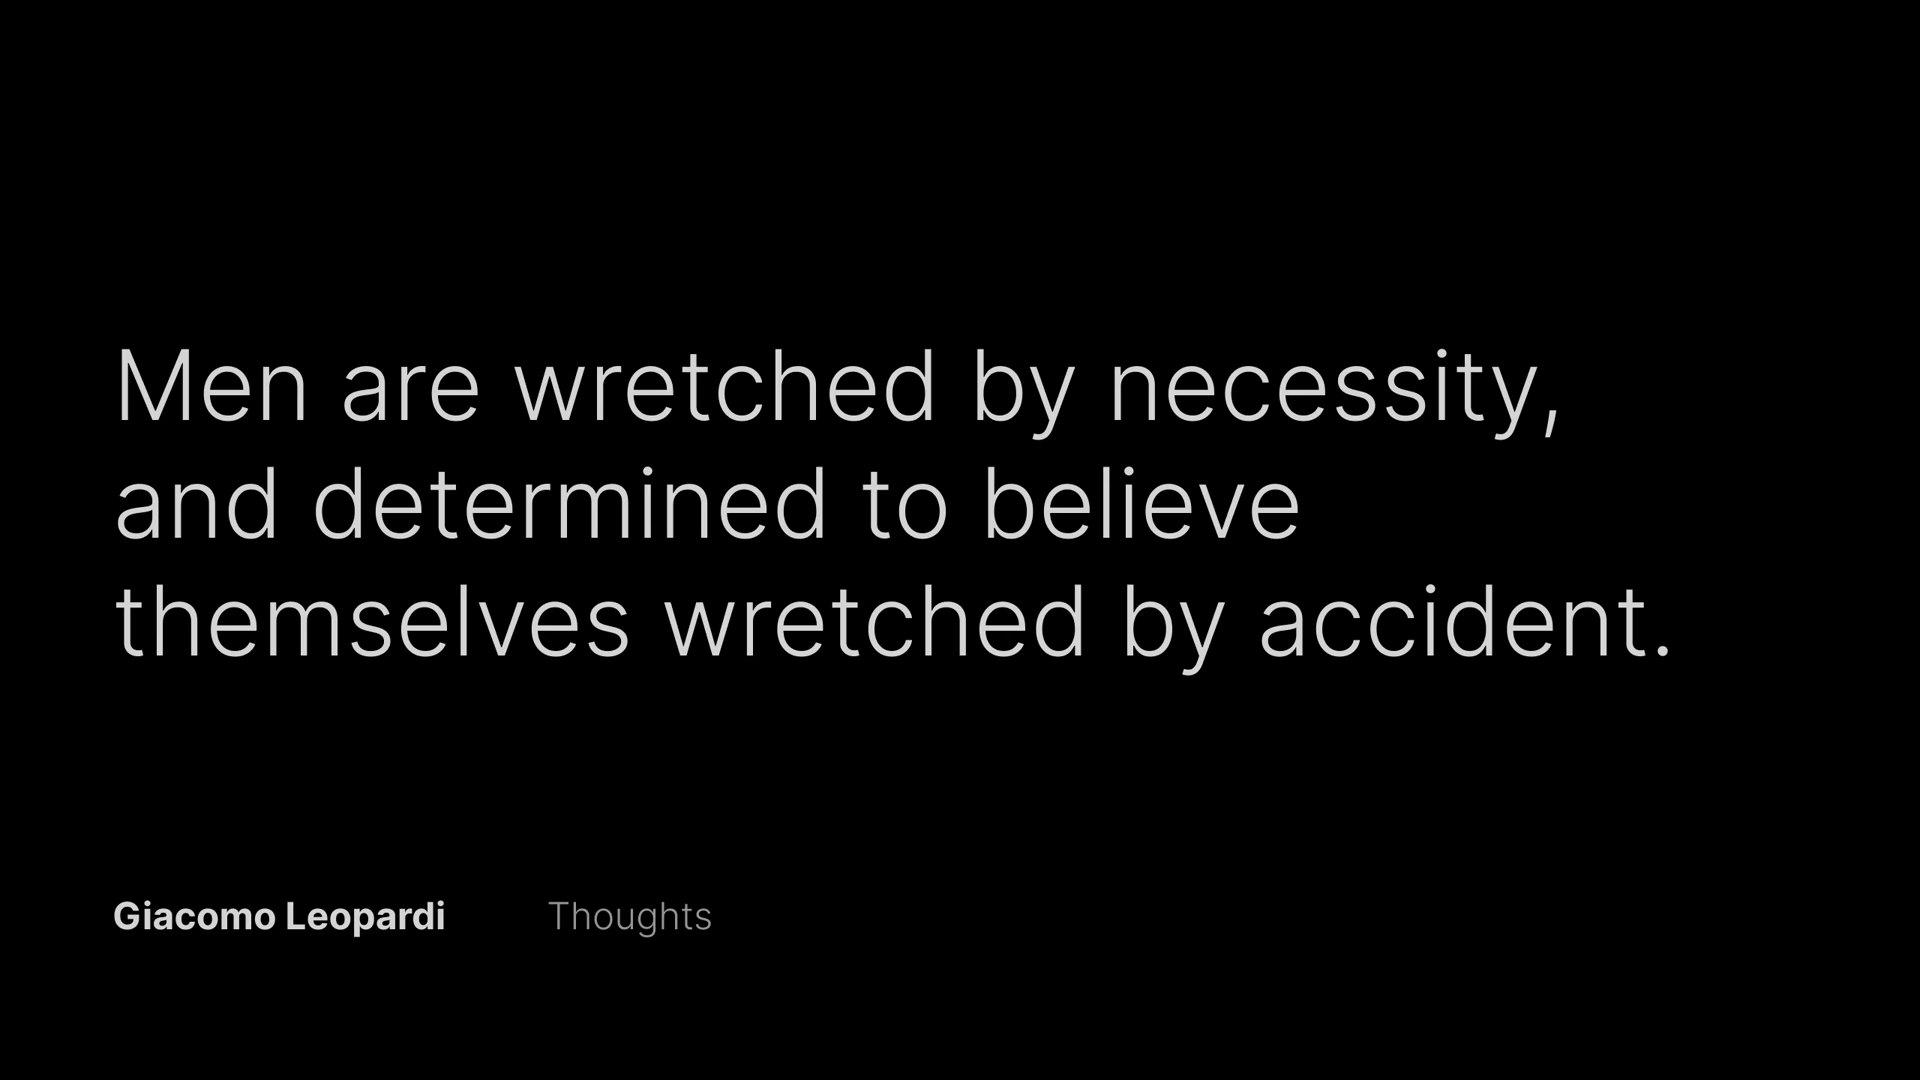 Men are wretched by necessity,
and determined to believe
themselves wretched by accident.
Giacomo Leopardi Thoughts